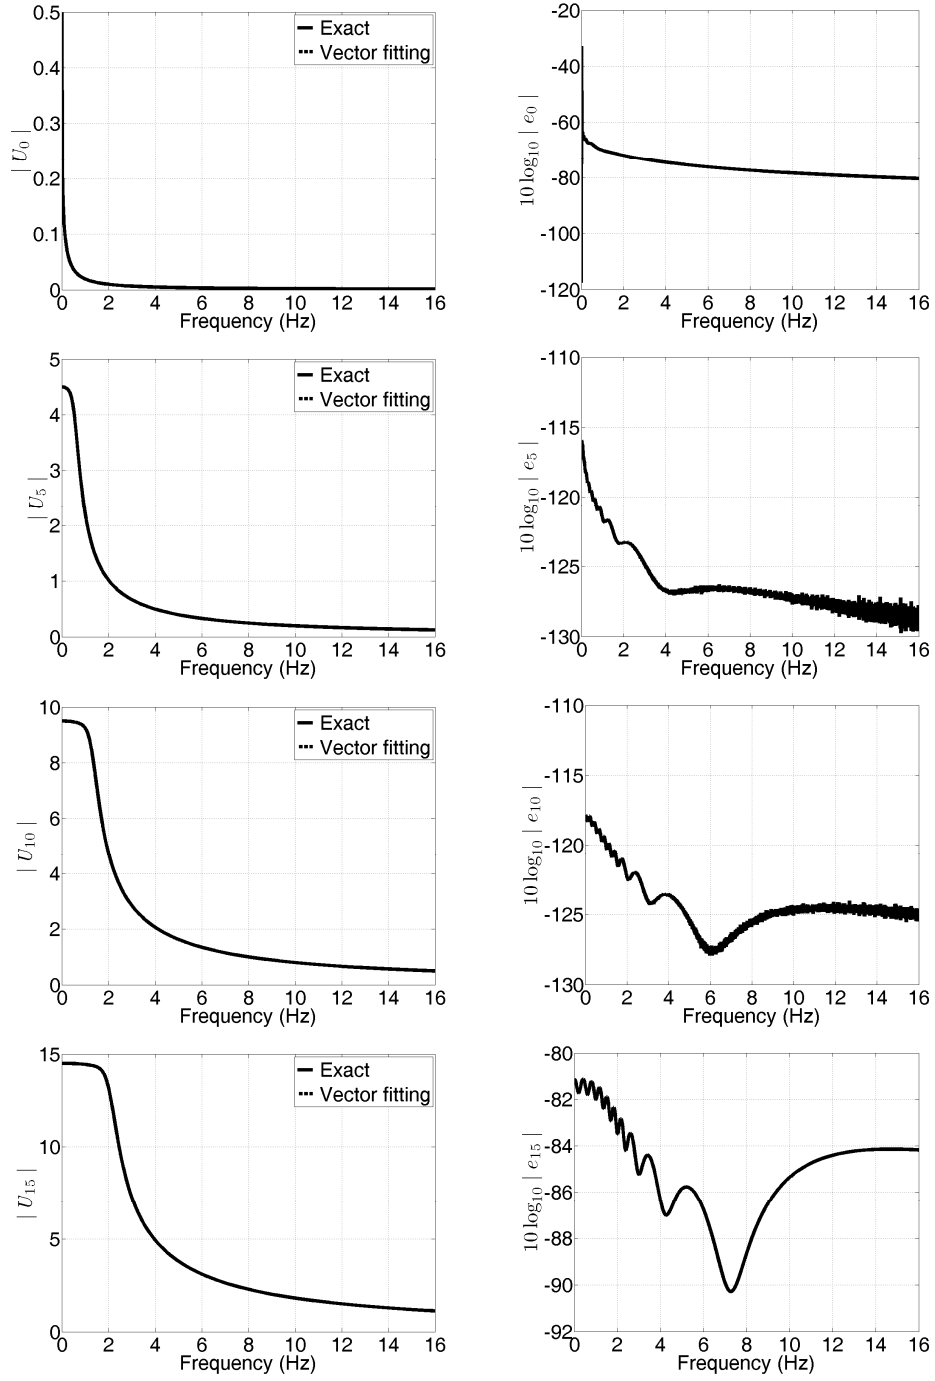 0.5
0.4
0.3
0.2
0.1
0
| U0 |
Exact
Vector fitting
0 2 4 6 8 10 12 14 16
Frequency (Hz)
-20
-40
-60
-80
-100
-120
10 log10 | e0 |
0 2 4 6 8 10 12 14 16
Frequency (Hz)
5
4
3
2
1
0
| U5 |
Exact
Vector fitting
0 2 4 6 8 10 12 14 16
Frequency (Hz)
-110
-115
-120
-125
-130
10 log10 | e5 |
0 2 4 6 8 10 12 14 16
Frequency (Hz)
10
8
6
4
2
0
| U10 |
Exact
Vector fitting
0 2 4 6 8 10 12 14 16
Frequency (Hz)
-110
-115
-120
-125
-130
10 log10 | e10 |
0 2 4 6 8 10 12 14 16
Frequency (Hz)
15
10
5
0
| U15 |
Exact
Vector fitting
0 2 4 6 8 10 12 14 16
Frequency (Hz)
-80
-82
-84
-86
-88
-90
-92
10 log10 | e15 |
0 2 4 6 8 10 12 14 16
Frequency (Hz)